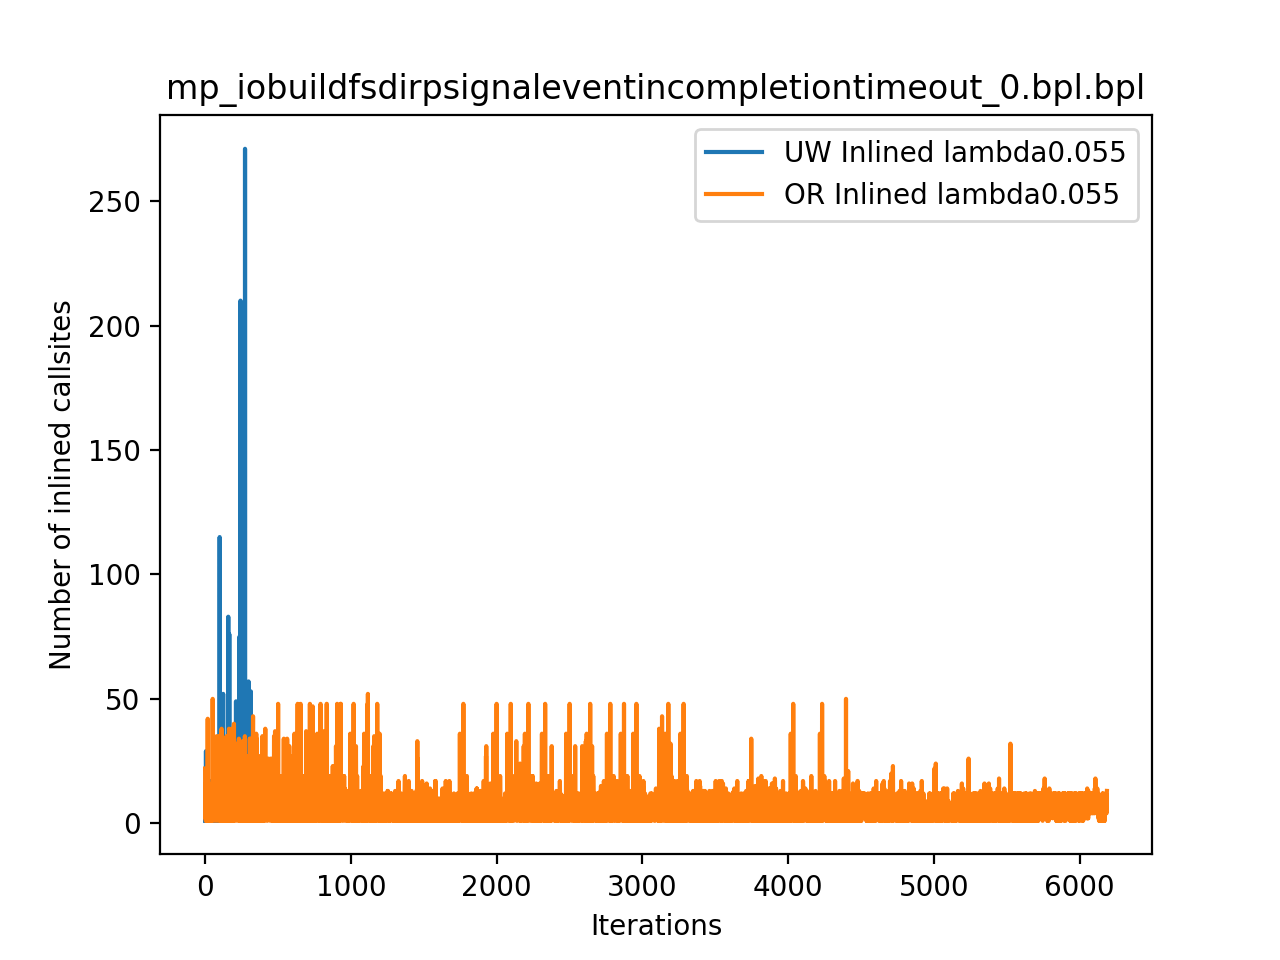 mp_iobuildfsdirpsignaleventincompletiontimeout_0.bpl.bpl
UW Inlined lambda0.055
OR Inlined lambda0.055
Number of inlined callsites
250
200
150
100
50
0
0 1000 2000 3000 4000 5000 6000
Iterations